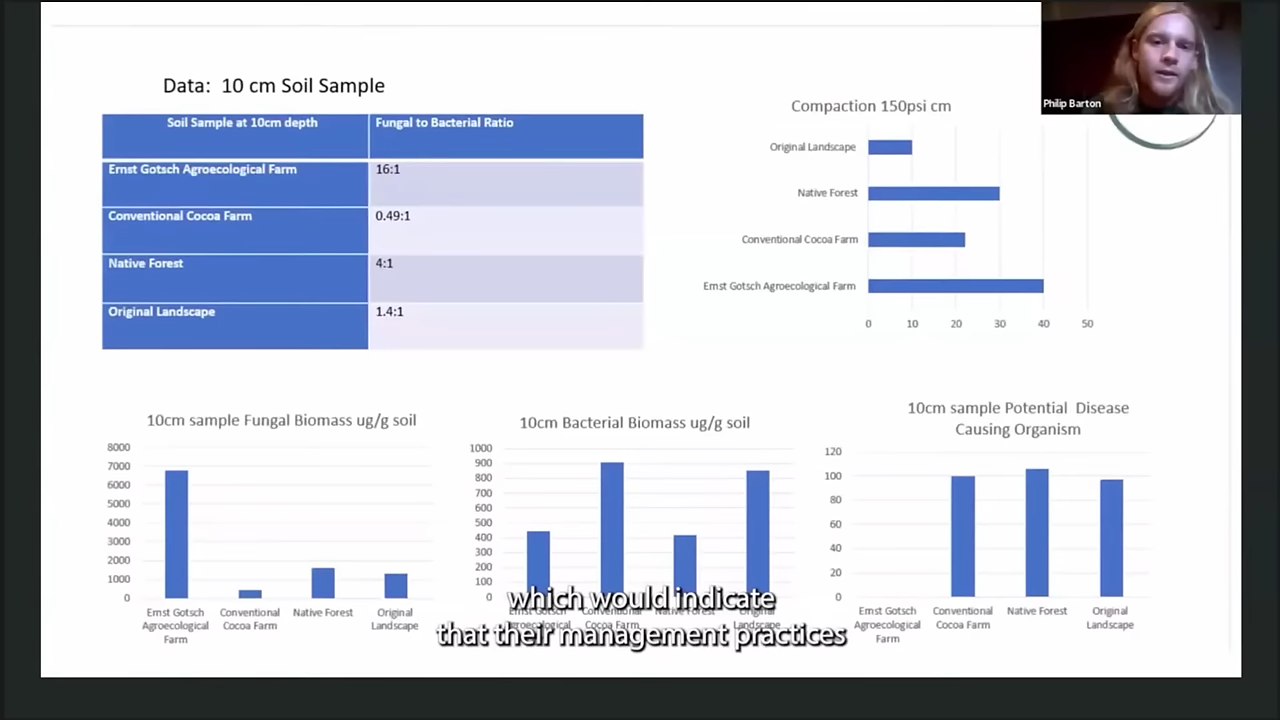 Data: 10 cm Soil Sample
Soil Sample at 10cm depth Fungal to Bacterial Ratio
Ernst Gotsch Agroecological Farm 16:1
Conventional Cocoa Farm 0.49:1
Native Forest 4:1
Original Landscape 1.4:1
Compaction 150psi cm
Original Landscape
Native Forest
Conventional Cocoa Farm
Ernst Gotsch Agroecological Farm
0 10 20 30 40 50
Philip Barton
10cm sample Fungal Biomass ug/g soil
8000
7000
6000
5000
4000
3000
2000
1000
0
Ernst Gotsch Agroecological Farm
Conventional Cocoa Farm
Native Forest
Original Landscape
10cm Bacterial Biomass ug/g soil
1000
900
800
700
600
500
400
300
200
100
0
Ernst Gotsch Agroecological
Conventional Cocoa Farm
Native Forest
Original Landscape
10cm sample Potential Disease
Causing Organism
120
100
80
60
40
20
0
Ernst Gotsch Agroecological Farm
Conventional Cocoa Farm
Native Forest
Original Landscape
which would indicate
that their management practices